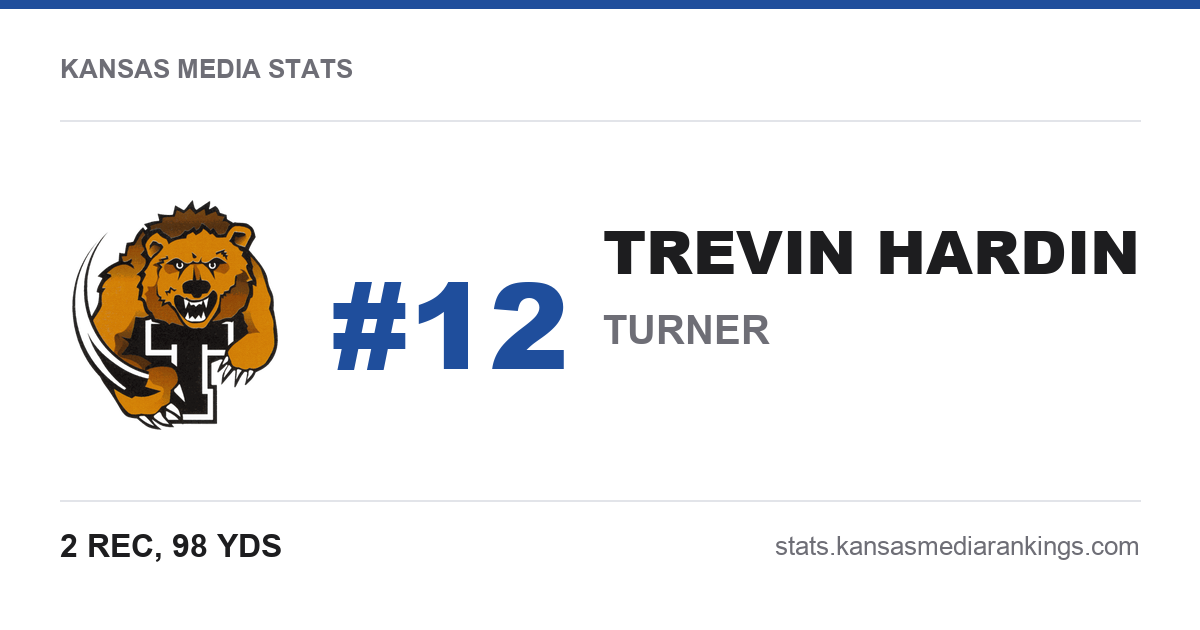 KANSAS MEDIA STATS
T
#12
TREVIN HARDIN
TURNER
2 REC, 98 YDS
stats.kansasmediarankings.com